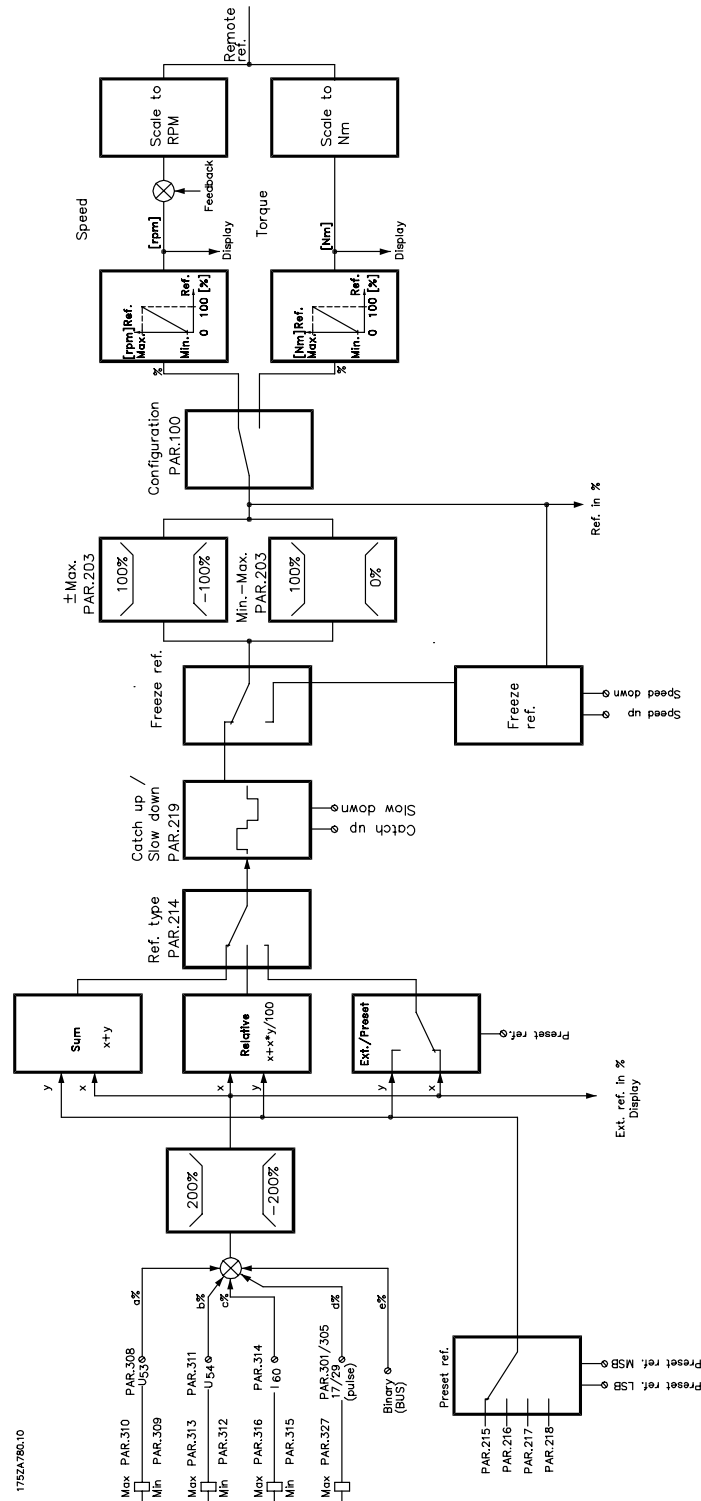 175ZA780.10
Max PAR.310
Min PAR.309
PAR.308
U53
a%
Max PAR.313
Min PAR.312
PAR.311
U54
b%
c%
Max PAR.316
Min PAR.315
PAR.314
I 60
Max PAR.327
PAR.301/305
17/29
(pulse)
d%
Binary
(BUS)
e%
200%
-200%
PAR.215
PAR.216
PAR.217
PAR.218
Preset ref.
Preset ref. LSB
Preset ref. MSB
y
x
Sum
x+y
x
y
Relative
x+x*y/100
y
x
Ext./Preset
Preset ref.
Ext. ref. in %
Display
Ref. type
PAR.214
Catch up /
Slow down
PAR.219
Catch up
Slow down
Freeze ref.
Freeze
ref.
Speed up
Speed down
±Max.
PAR.203
100%
-100%
Min.-Max.
PAR.203
100%
0%
Ref. in %
Configuration
PAR.100
%
[rpm]Ref.
Max.
Min.
0 100 [%]
Ref.
%
[Nm]Ref.
Max.
Min.
0 100 [%]
Ref.
Speed
[rpm]
Display
Feedback
Scale to
RPM
Torque
[Nm]
Display
Scale to
Nm
Remote
ref.